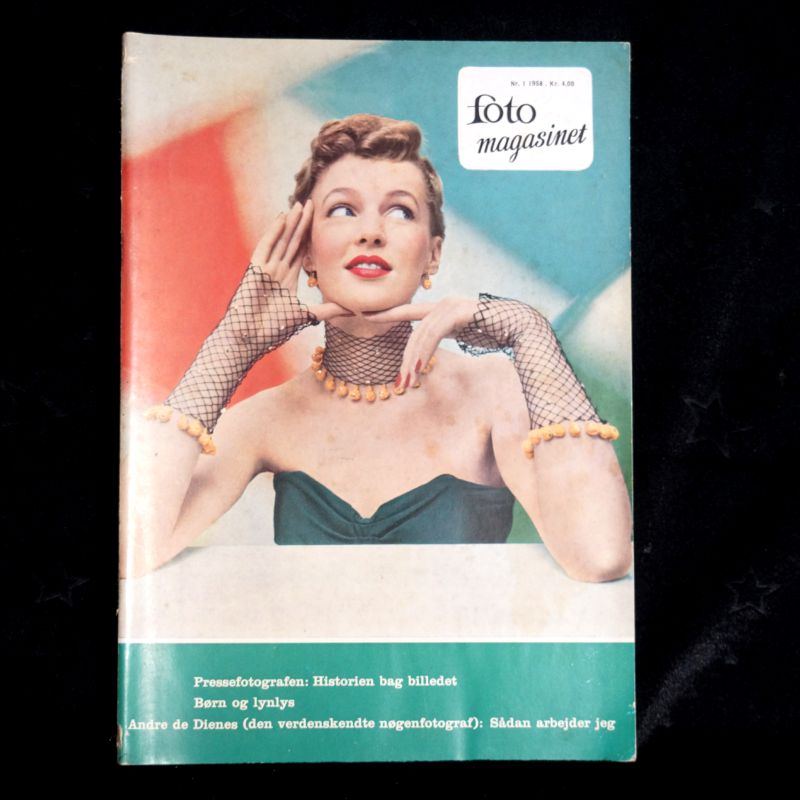 Nr. 1 1958 . Kr. 4,00
foto
magasinet
Pressefotografen: Historien bag billedet
Børn og lynlys
Andre de Dienes (den verdenskendte nøgenfotograf): Sådan arbejder jeg